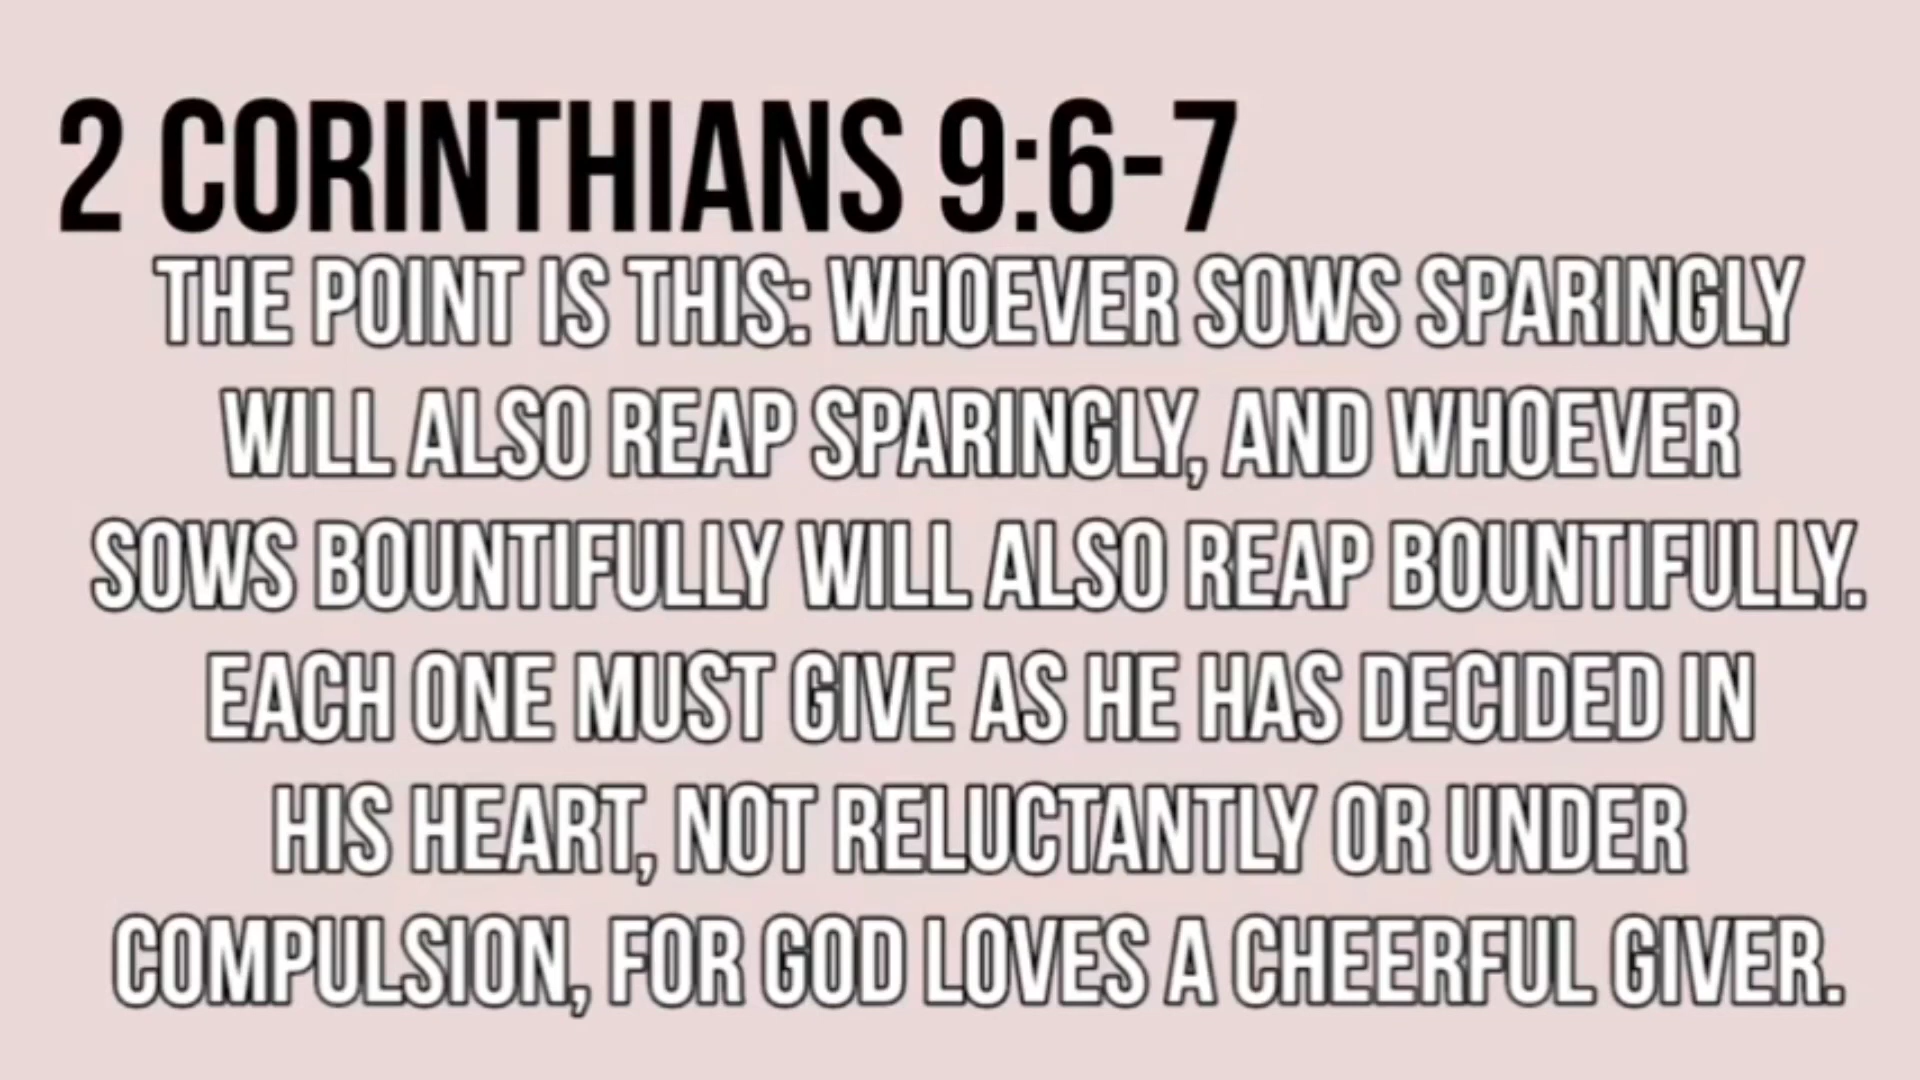 2 CORINTHIANS 9:6-7
THE POINT IS THIS: WHOEVER SOWS SPARINGLY
WILL ALSO REAP SPARINGLY, AND WHOEVER
SOWS BOUNTIFULLY WILL ALSO REAP BOUNTIFULLY.
EACH ONE MUST GIVE AS HE HAS DECIDED IN
HIS HEART, NOT RELUCTANTLY OR UNDER
COMPULSION, FOR GOD LOVES A CHEERFUL GIVER.